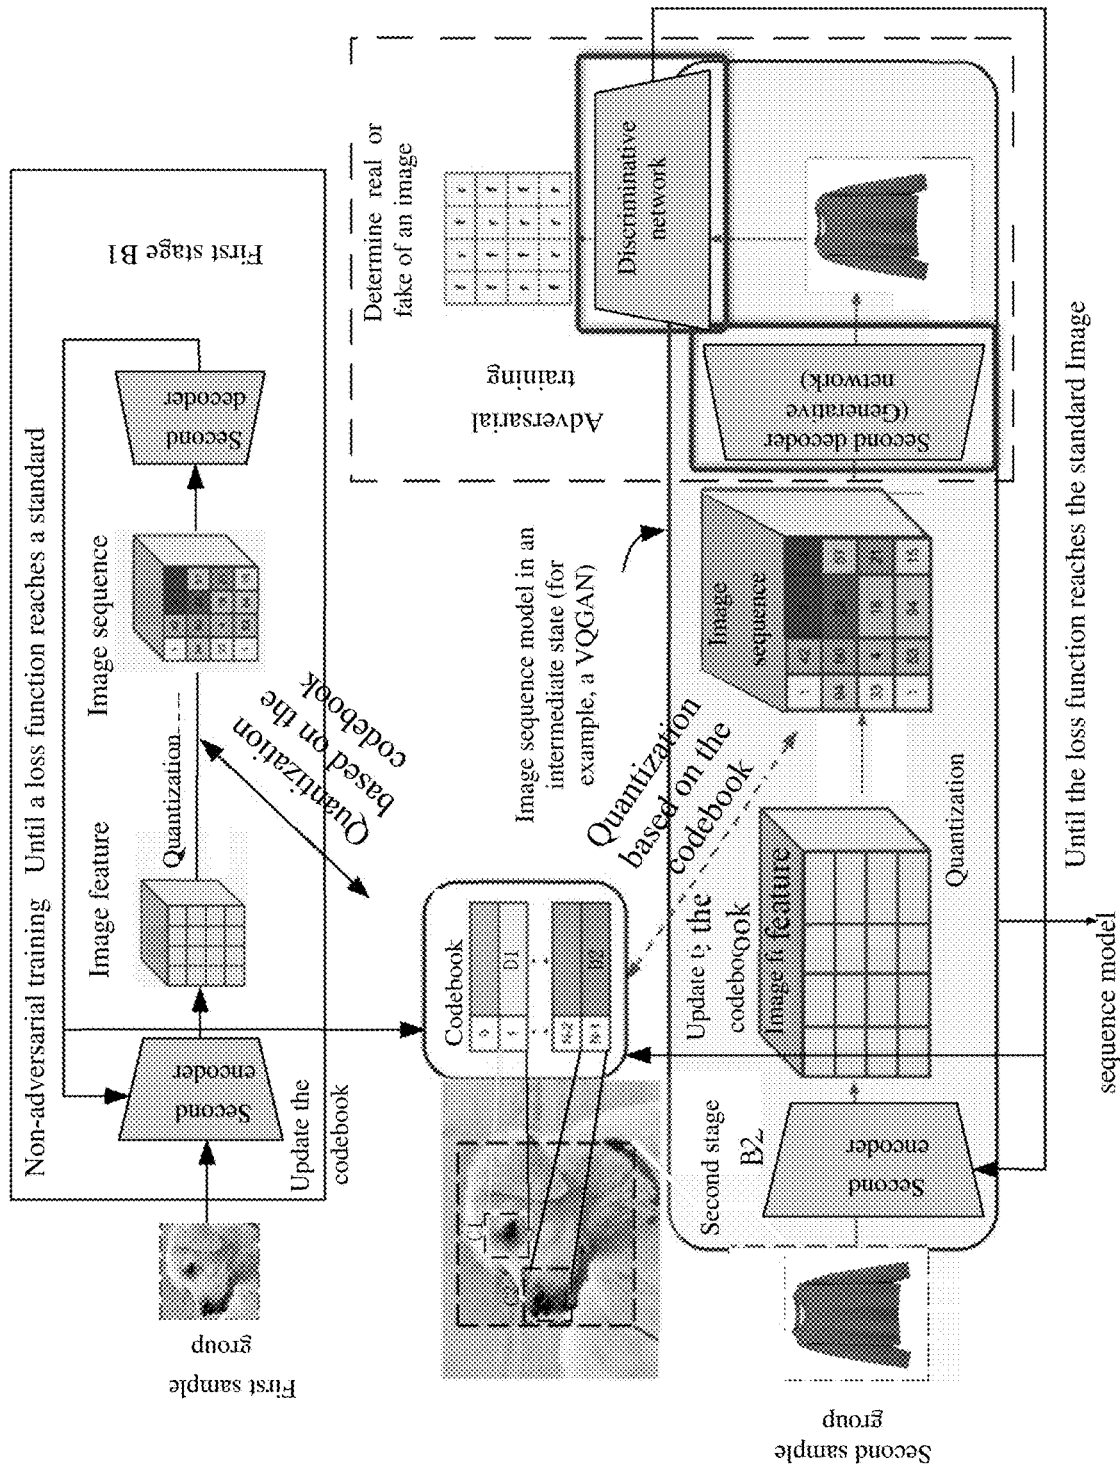 Non-adversarial training
Until a loss function reaches a standard
First stage B1
First sample
group
Second
encoder
Update the
codebook
Image feature
Quantization
Image sequence
Second
decoder
Quantization
based on the
codebook
Codebook
0
1
D1
N-2
N-1
Update the
codebook
Quantization
based on the
codebook
Image sequence model in an
intermediate state (for
example, a VQGAN)
Adversarial
training
Determine real or
fake of an image
Discriminative
network
Second sample
group
Second stage
B2
Second
encoder
Image feature
Quantization
Image
sequence
Second decoder
(Generative
network)
Until the loss function reaches the standard Image
sequence model